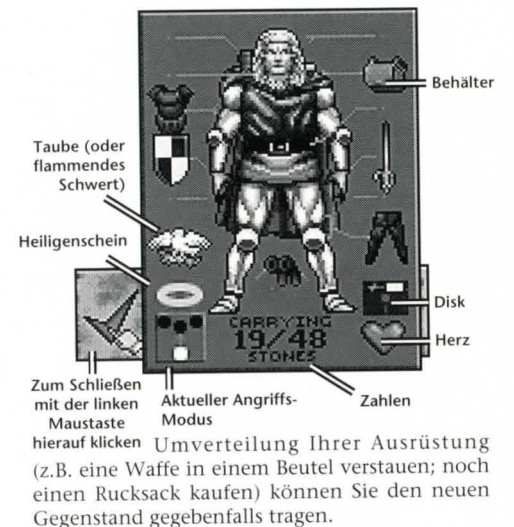 Behälter
Taube (oder
flammendes
Schwert)
Heiligenschein
Disk
CARRYING
19/48
STONES
Herz
Zum Schließen
mit der linken
Maustaste
hierauf klicken
Aktueller Angriffs-
Modus
Zahlen
Umverteilung Ihrer Ausrüstung
(z.B. eine Waffe in einem Beutel verstauen; noch
einen Rucksack kaufen) können Sie den neuen
Gegenstand gegebenfalls tragen.